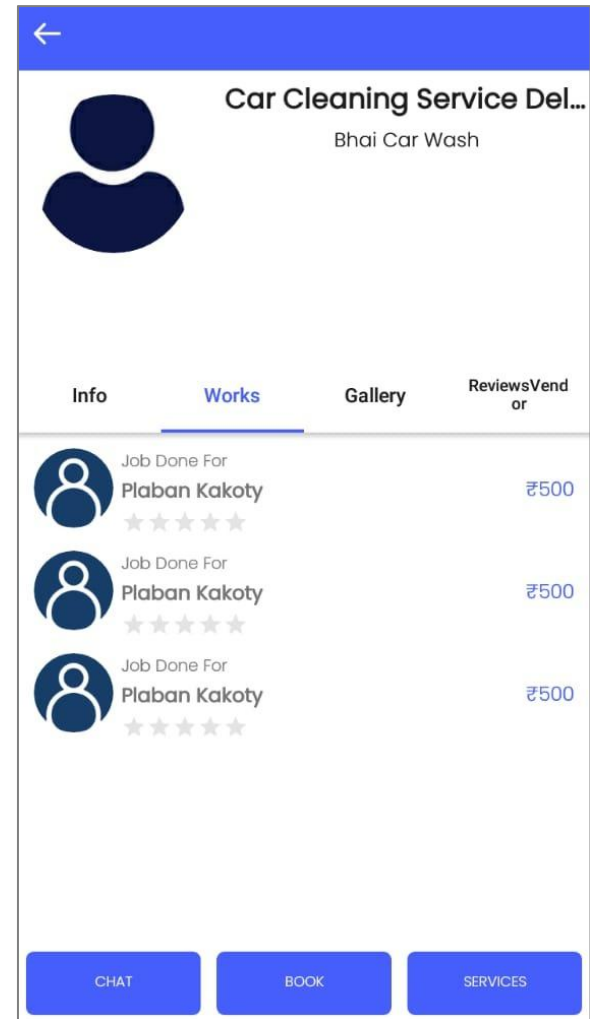 Car Cleaning Service Del...
Bhai Car Wash
Info
Works
Gallery
ReviewsVend
or
Job Done For
Plaban Kakoty
₹500
Job Done For
Plaban Kakoty
₹500
Job Done For
Plaban Kakoty
₹500
CHAT
BOOK
SERVICES